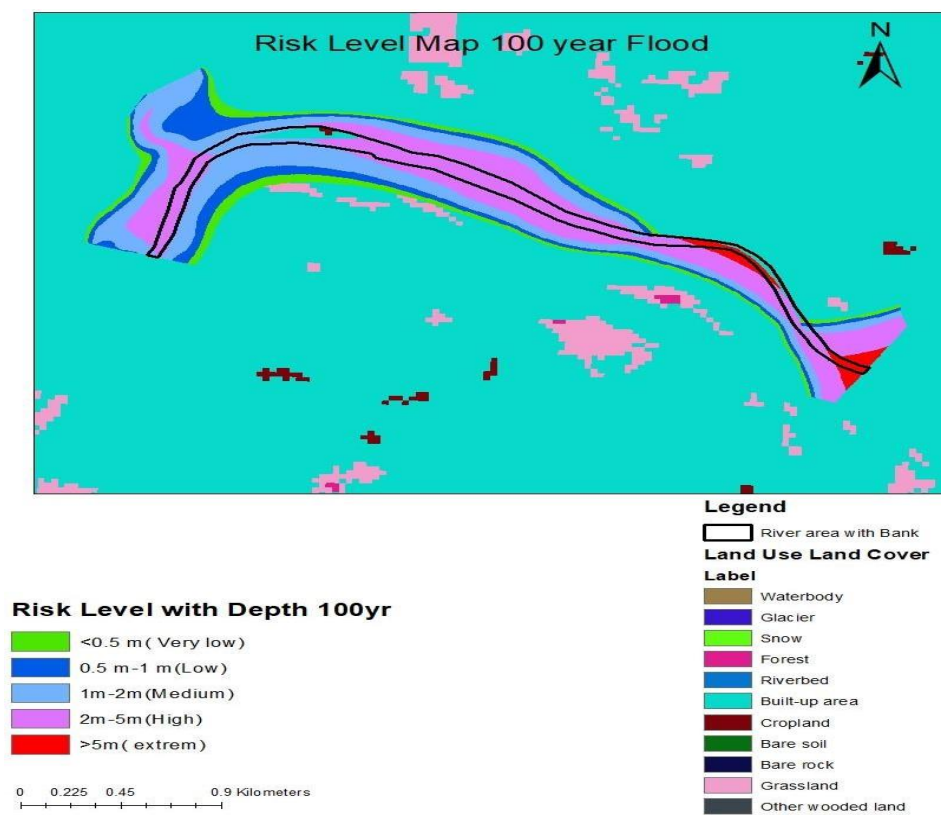 Risk Level Map 100 year Flood
N
Legend
River area with Bank
Land Use Land Cover
Label
Waterbody
Glacier
Snow
Forest
Riverbed
Built-up area
Cropland
Bare soil
Bare rock
Grassland
Other wooded land
Risk Level with Depth 100yr
<0.5 m( Very low)
0.5 m-1 m(Low)
1m-2m(Medium)
2m-5m(High)
>5m( extrem)
0 0.225 0.45 0.9 Kilometers